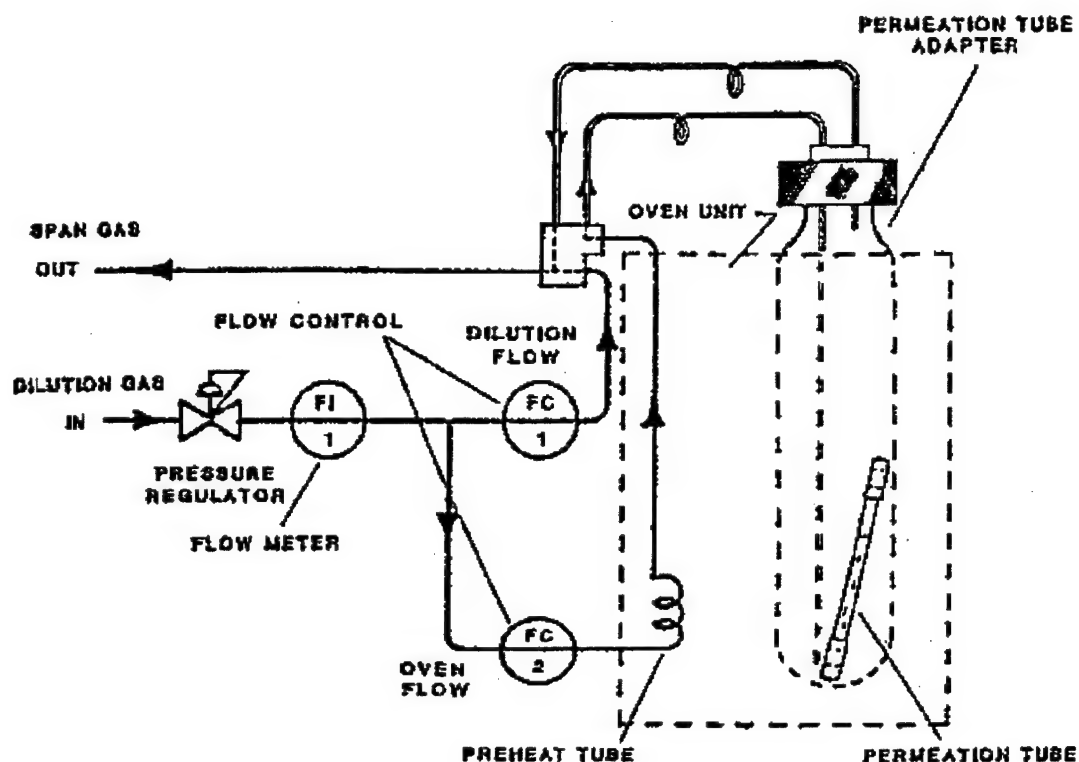 PERMEATION TUBE
ADAPTER
OVEN UNIT
SPAN GAS
OUT
FLOW CONTROL
DILUTION
FLOW
DILUTION GAS
IN
FI
1
FC
1
PRESSURE
REGULATOR
FLOW METER
FC
2
OVEN
FLOW
PREHEAT TUBE
PERMEATION TUBE